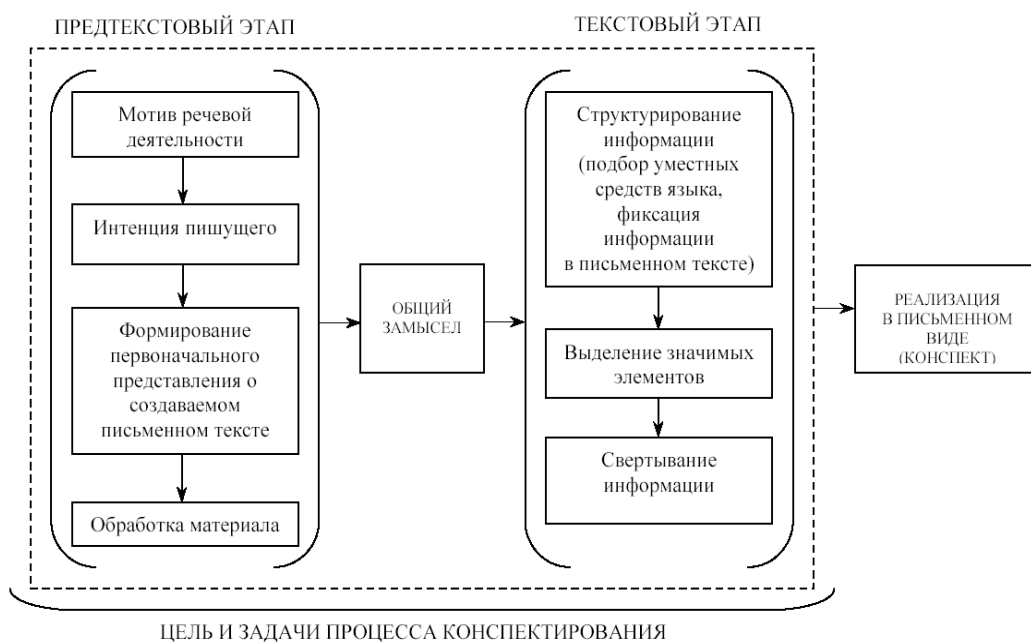 ПРЕДТЕКСТОВЫЙ ЭТАП
Мотив речевой
деятельности
Интенция пишущего
Формирование
первоначального
представления о
создаваемом
письменном тексте
Обработка материала
ОБЩИЙ
ЗАМЫСЕЛ
ТЕКСТОВЫЙ ЭТАП
Структурирование
информации
(подбор уместных
средств языка,
фиксация
информации
в письменном тексте)
Выделение значимых
элементов
Свертывание
информации
РЕАЛИЗАЦИЯ
В ПИСЬМЕННОМ
ВИДЕ
(КОНСПЕКТ)
ЦЕЛЬ И ЗАДАЧИ ПРОЦЕССА КОНСПЕКТИРОВАНИЯ